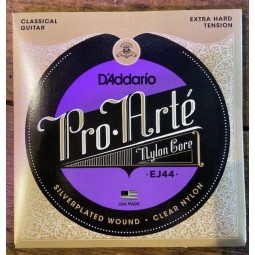 CLASSICAL
GUITAR
EXTRA HARD
TENSION
D'Addario
Pro·Arté
Nylon Core
·EJ44·
USA MADE
SILVERPLATED WOUND · CLEAR NYLON